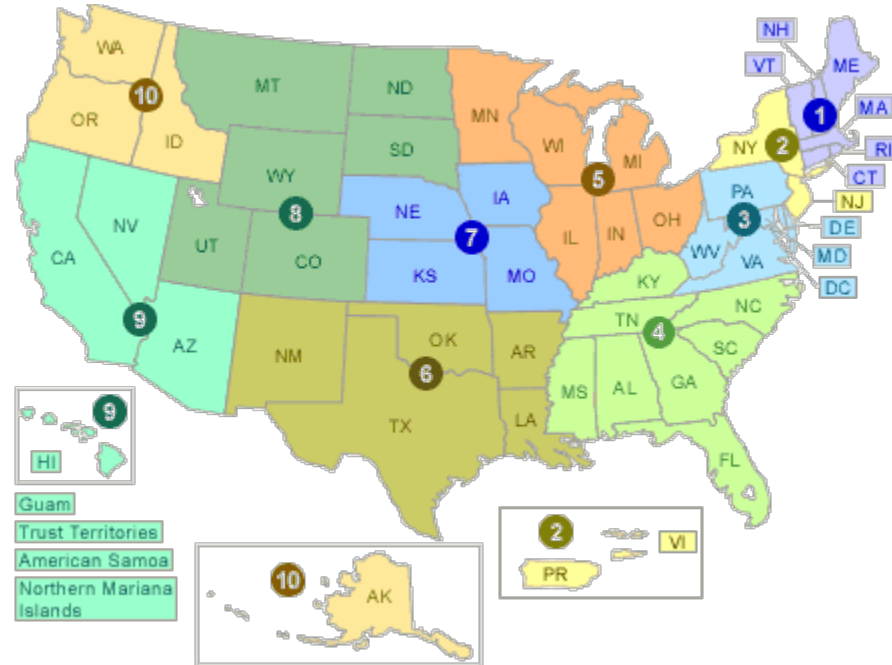 NH
WA
VT
ME
MT
ND
10
MN
MA
OR
1
ID
SD
WI
NY
2
MI
RI
WY
5
CT
PA
NE
IA
NJ
8
3
NV
OH
DE
7
IL
IN
UT
WV
CA
CO
VA
MD
KS
MO
KY
DC
NC
9
TN
4
OK
AZ
AR
SC
NM
6
GA
MS
AL
9
TX
LA
HI
FL
Guam
Trust Territories
2
VI
American Samoa
PR
10
Northern Mariana
Islands
AK